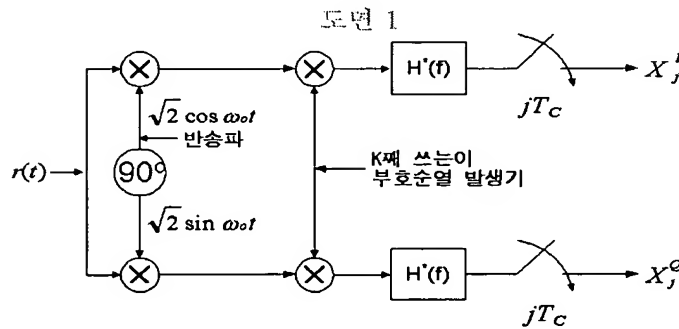 도면 1
H*(f)
X_j^I
jT_C
√2 cos ω₀t
반송파
r(t)
90°
K째 쓰는이
부호순열 발생기
√2 sin ω₀t
H*(f)
X_j^Q
jT_C